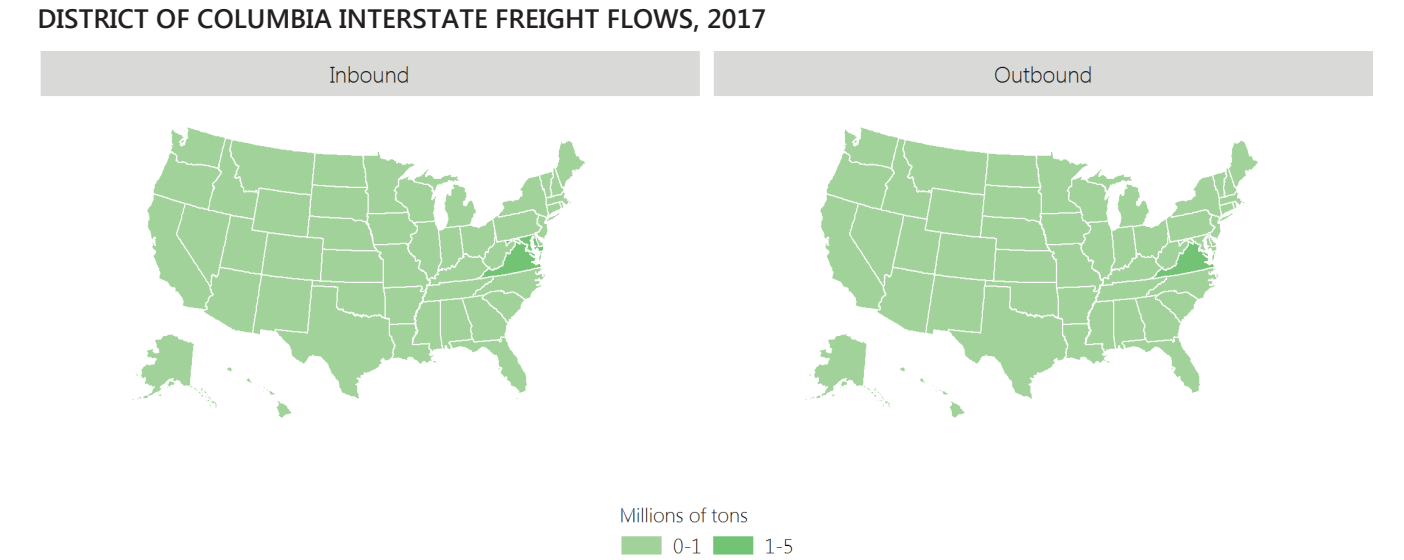 DISTRICT OF COLUMBIA INTERSTATE FREIGHT FLOWS, 2017
Inbound
Outbound
Millions of tons
0-1
1-5